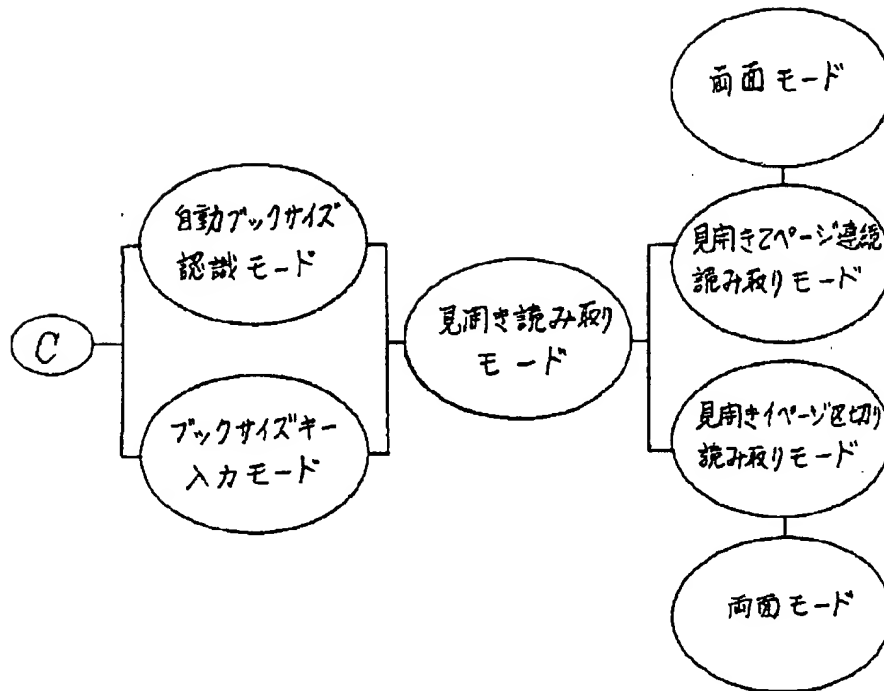 両面モード
自動ブックサイズ
認識モード
見開き2ページ連続
読み取りモード
C
見開き読み取り
モード
ブックサイズキー
入力モード
見開き1ページ区切り
読み取りモード
両面モード